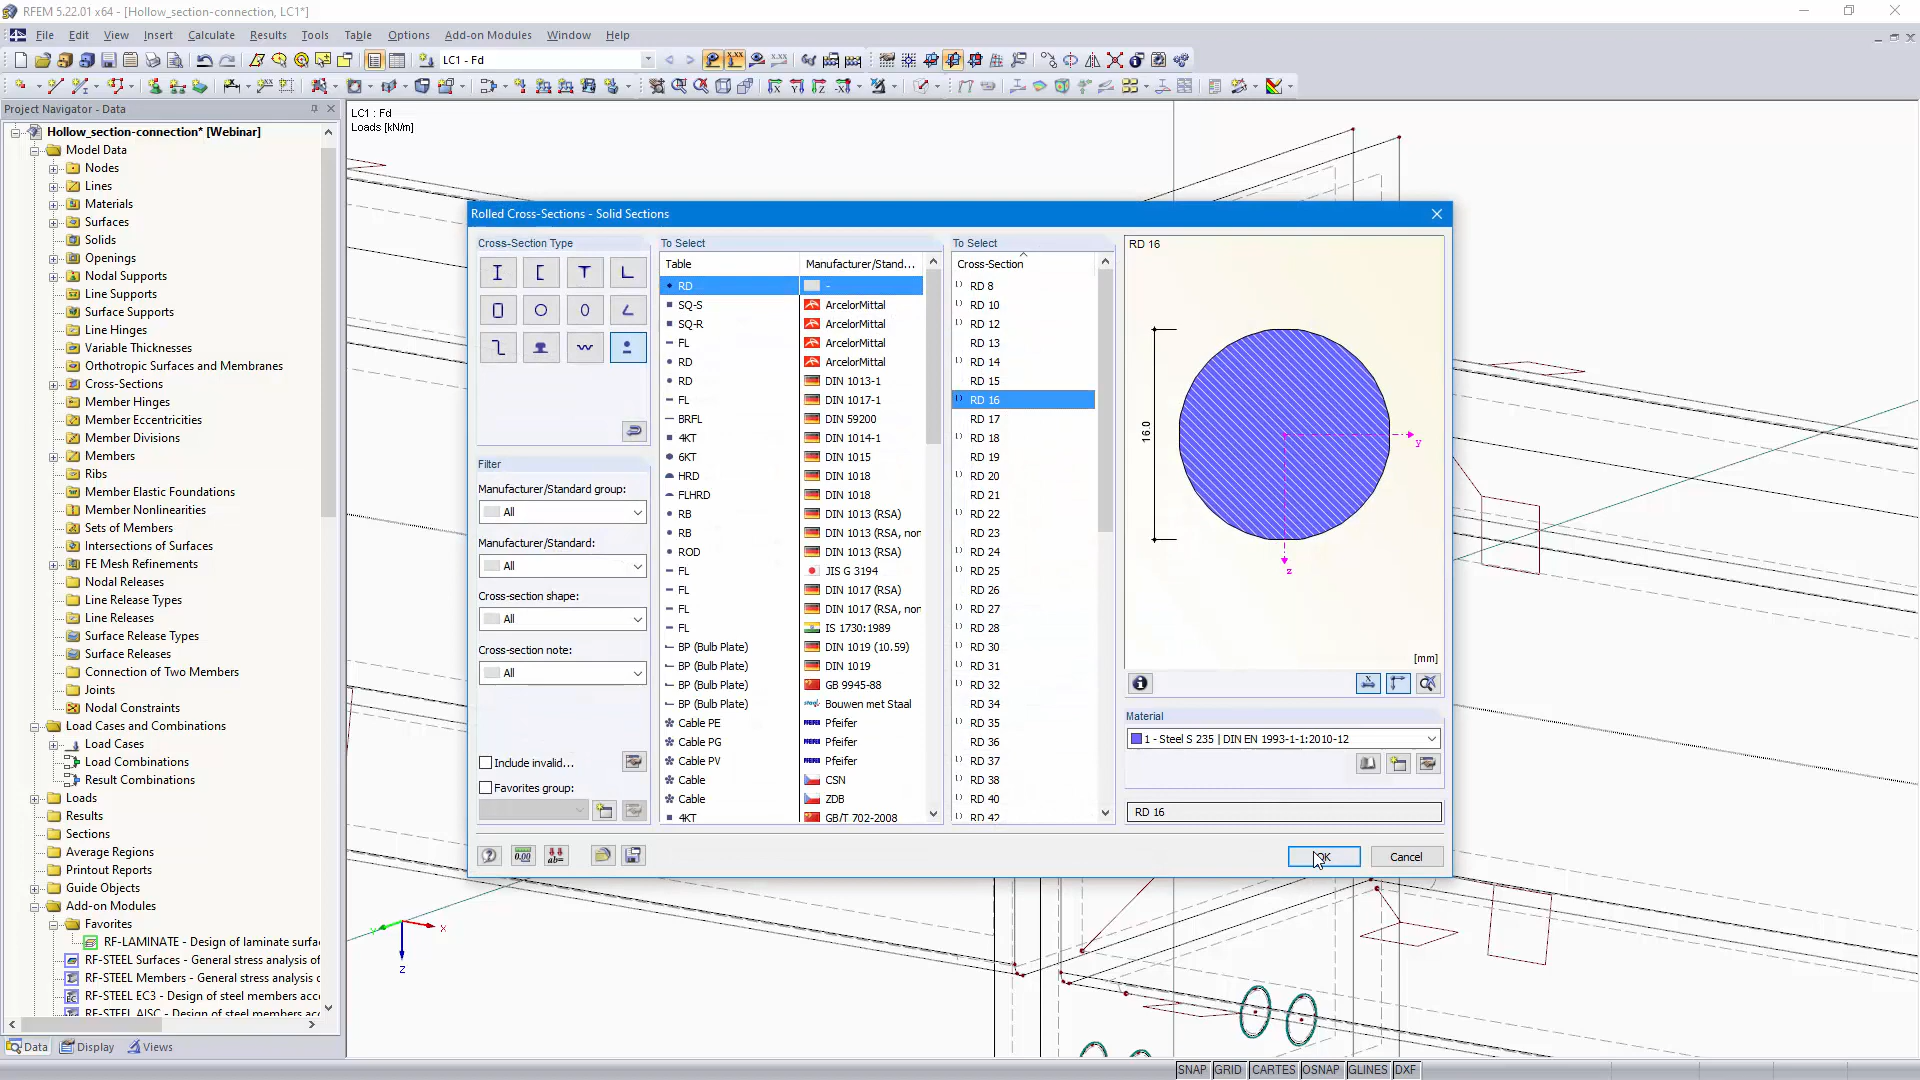 RFEM 5.22.01 x64 - [Hollow_section-connection, LC1*]
File Edit View Insert Calculate Results Tools Table Options Add-on Modules Window Help
LC1 - Fd
Project Navigator - Data
Hollow_section-connection* [Webinar]
Model Data
Nodes
Lines
Materials
Surfaces
Solids
Openings
Nodal Supports
Line Supports
Surface Supports
Line Hinges
Variable Thicknesses
Orthotropic Surfaces and Membranes
Cross-Sections
Member Hinges
Member Eccentricities
Member Divisions
Members
Ribs
Member Elastic Foundations
Member Nonlinearities
Sets of Members
Intersections of Surfaces
FE Mesh Refinements
Nodal Releases
Line Release Types
Line Releases
Surface Release Types
Surface Releases
Connection of Two Members
Joints
Nodal Constraints
Load Cases and Combinations
Load Cases
Load Combinations
Result Combinations
Loads
Results
Sections
Average Regions
Printout Reports
Guide Objects
Add-on Modules
Favorites
RF-LAMINATE - Design of laminate surfa
RF-STEEL Surfaces - General stress analysis of
RF-STEEL Members - General stress analysis c
RF-STEEL EC3 - Design of steel members acc
RF-STEEL AISC - Design of steel members acc
Data Display Views
LC1 : Fd
Loads [kN/m]
Rolled Cross-Sections - Solid Sections
Cross-Section Type
Filter
Manufacturer/Standard group:
All
Manufacturer/Standard:
All
Cross-section shape:
All
Cross-section note:
All
Include invalid...
Favorites group:
To Select
Table Manufacturer/Stand...
RD -
SQ-S ArcelorMittal
SQ-R ArcelorMittal
FL ArcelorMittal
RD ArcelorMittal
RD DIN 1013-1
FL DIN 1017-1
BRFL DIN 59200
4KT DIN 1014-1
6KT DIN 1015
HRD DIN 1018
FLHRD DIN 1018
RB DIN 1013 (RSA)
RB DIN 1013 (RSA, non
ROD DIN 1013 (RSA)
FL JIS G 3194
FL DIN 1017 (RSA)
FL DIN 1017 (RSA, non
FL IS 1730:1989
BP (Bulb Plate) DIN 1019 (10.59)
BP (Bulb Plate) DIN 1019
BP (Bulb Plate) GB 9945-88
BP (Bulb Plate) Bouwen met Staal
Cable PE Pfeifer
Cable PG Pfeifer
Cable PV Pfeifer
Cable CSN
Cable ZDB
4KT GB/T 702-2008
To Select
Cross-Section
RD 8
RD 10
RD 12
RD 13
RD 14
RD 15
RD 16
RD 17
RD 18
RD 19
RD 20
RD 21
RD 22
RD 23
RD 24
RD 25
RD 26
RD 27
RD 28
RD 30
RD 31
RD 32
RD 34
RD 35
RD 36
RD 37
RD 38
RD 40
RD 42
RD 16
16.0
y
z
[mm]
Material
1 - Steel S 235 | DIN EN 1993-1-1:2010-12
RD 16
0.00
OK Cancel
X
Z
SNAP GRID CARTES OSNAP GLINES DXF